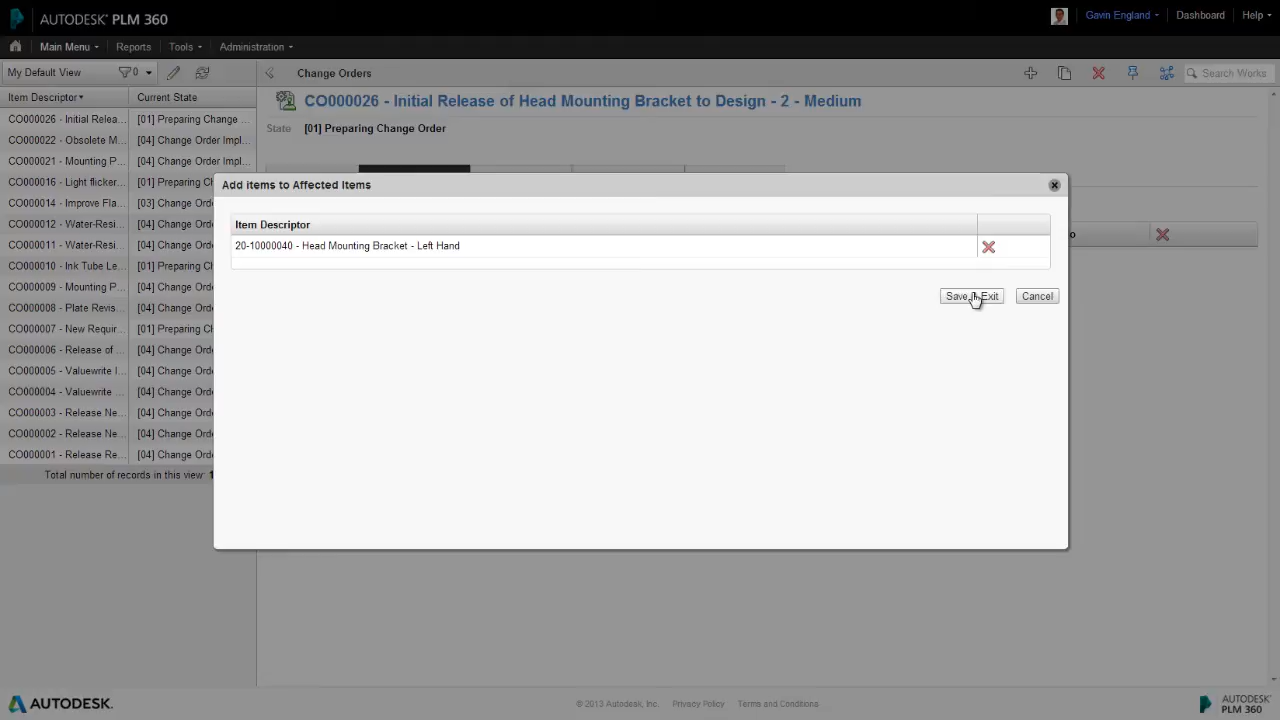 AUTODESK PLM 360
Gavin England Dashboard Help
Main Menu Reports Tools Administration
My Default View 0 Change Orders Search Works
Item Descriptor Current State
CO000026 - Initial Release of Head Mounting Bracket to Design - 2 - Medium
State [01] Preparing Change Order
CO000026 - Initial Relea... [01] Preparing Change ...
CO000022 - Obsolete M... [04] Change Order Impl...
CO000021 - Mounting P... [04] Change Order Impl...
CO000016 - Light flicker... [01] Preparing Ch
CO000014 - Improve Fla... [03] Change Orde
CO000012 - Water-Resi... [04] Change Orde
CO000011 - Water-Resi... [04] Change Orde
CO000010 - Ink Tube Le... [01] Preparing Ch
CO000009 - Mounting P... [04] Change Orde
CO000008 - Plate Revis... [04] Change Orde
CO000007 - New Requir... [01] Preparing Ch
CO000006 - Release of ... [04] Change Orde
CO000005 - Valuewrite I... [04] Change Orde
CO000004 - Valuewrite ... [04] Change Orde
CO000003 - Release Ne... [04] Change Orde
CO000002 - Release Ne... [04] Change Orde
CO000001 - Release Re... [04] Change Orde
Total number of records in this view: 1
Add items to Affected Items
Item Descriptor
20-10000040 - Head Mounting Bracket - Left Hand
Save Exit Cancel
AUTODESK. © 2013 Autodesk, Inc. Privacy Policy Terms and Conditions AUTODESK
PLM 360